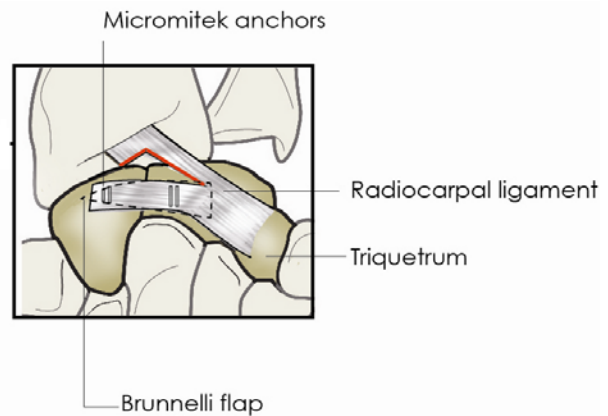 Micromitek anchors
Radiocarpal ligament
Triquetrum
Brunnelli flap